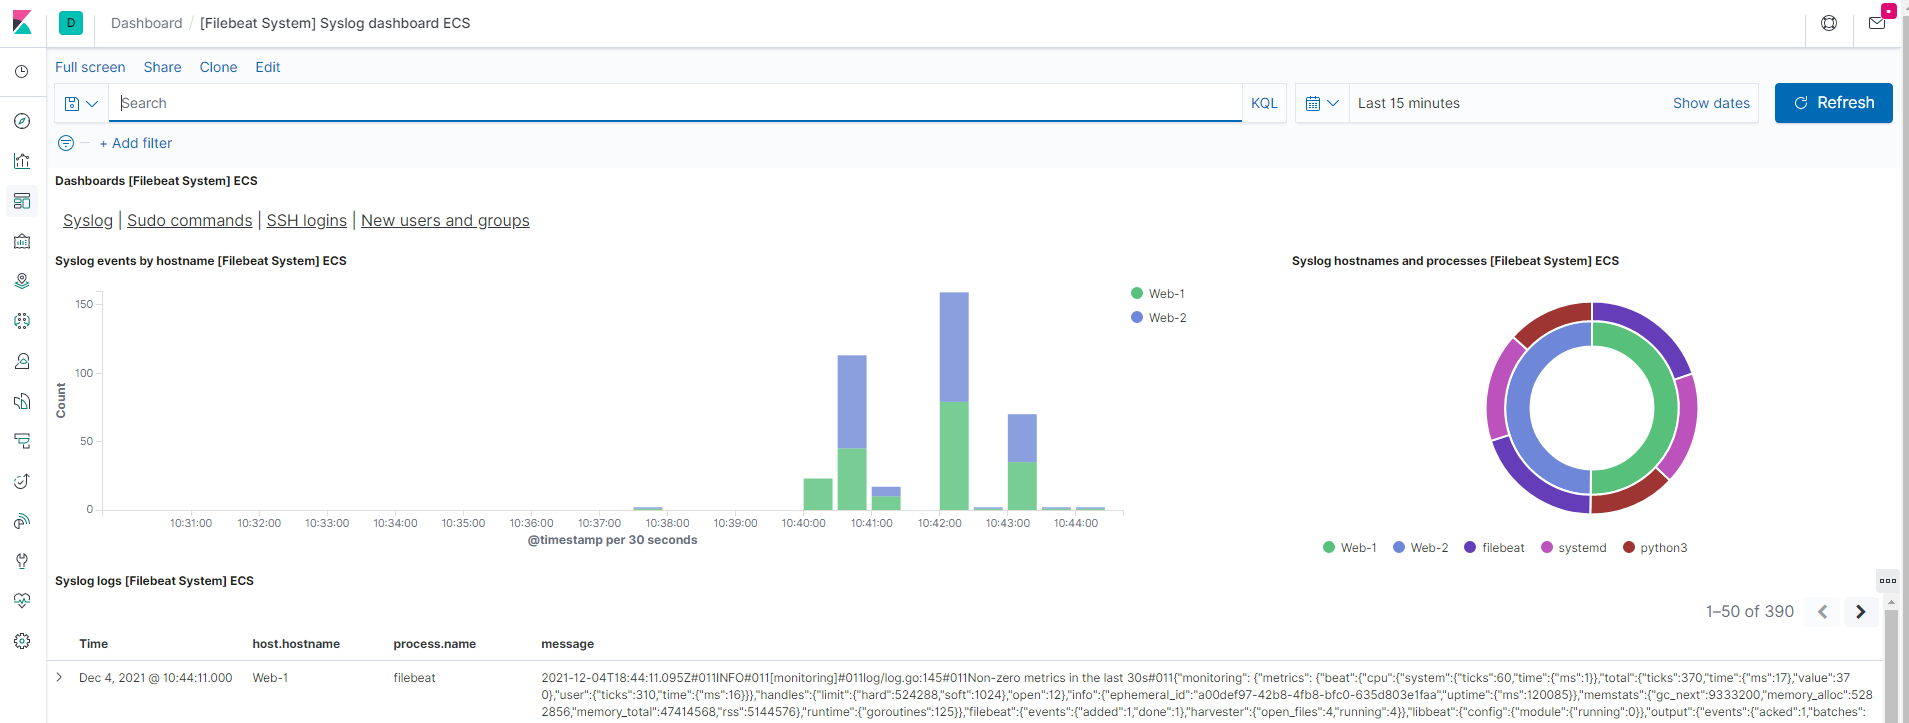 D Dashboard / [Filebeat System] Syslog dashboard ECS
Full screen Share Clone Edit
Search KQL Last 15 minutes Show dates Refresh
+ Add filter
Dashboards [Filebeat System] ECS
Syslog | Sudo commands | SSH logins | New users and groups
Syslog events by hostname [Filebeat System] ECS
150
100
50
0
Count
10:31:00 10:32:00 10:33:00 10:34:00 10:35:00 10:36:00 10:37:00 10:38:00 10:39:00 10:40:00 10:41:00 10:42:00 10:43:00 10:44:00
@timestamp per 30 seconds
Web-1
Web-2
Syslog hostnames and processes [Filebeat System] ECS
Web-1 Web-2 filebeat systemd python3
Syslog logs [Filebeat System] ECS
1–50 of 390
Time host.hostname process.name message
Dec 4, 2021 @ 10:44:11.000 Web-1 filebeat 2021-12-04T18:44:11.095Z#011INFO#011[monitoring]#011log/log.go:145#011Non-zero metrics in the last 30s#011{"monitoring": {"metrics": {"beat":{"cpu":{"system":{"ticks":60,"time":{"ms":1}},"total":{"ticks":370,"time":{"ms":17},"value":37
0},"user":{"ticks":310,"time":{"ms":16}}},"handles":{"limit":{"hard":524288,"soft":1024},"open":12},"info":{"ephemeral_id":"a00def97-42b8-4fb8-bfc0-635d803e1faa","uptime":{"ms":120085}},"memstats":{"gc_next":9333200,"memory_alloc":528
2856,"memory_total":47414568,"rss":5144576},"runtime":{"goroutines":125}},"filebeat":{"events":{"added":1,"done":1},"harvester":{"open_files":4,"running":4}},"libbeat":{"config":{"module":{"running":0}},"output":{"events":{"acked":1,"batches":